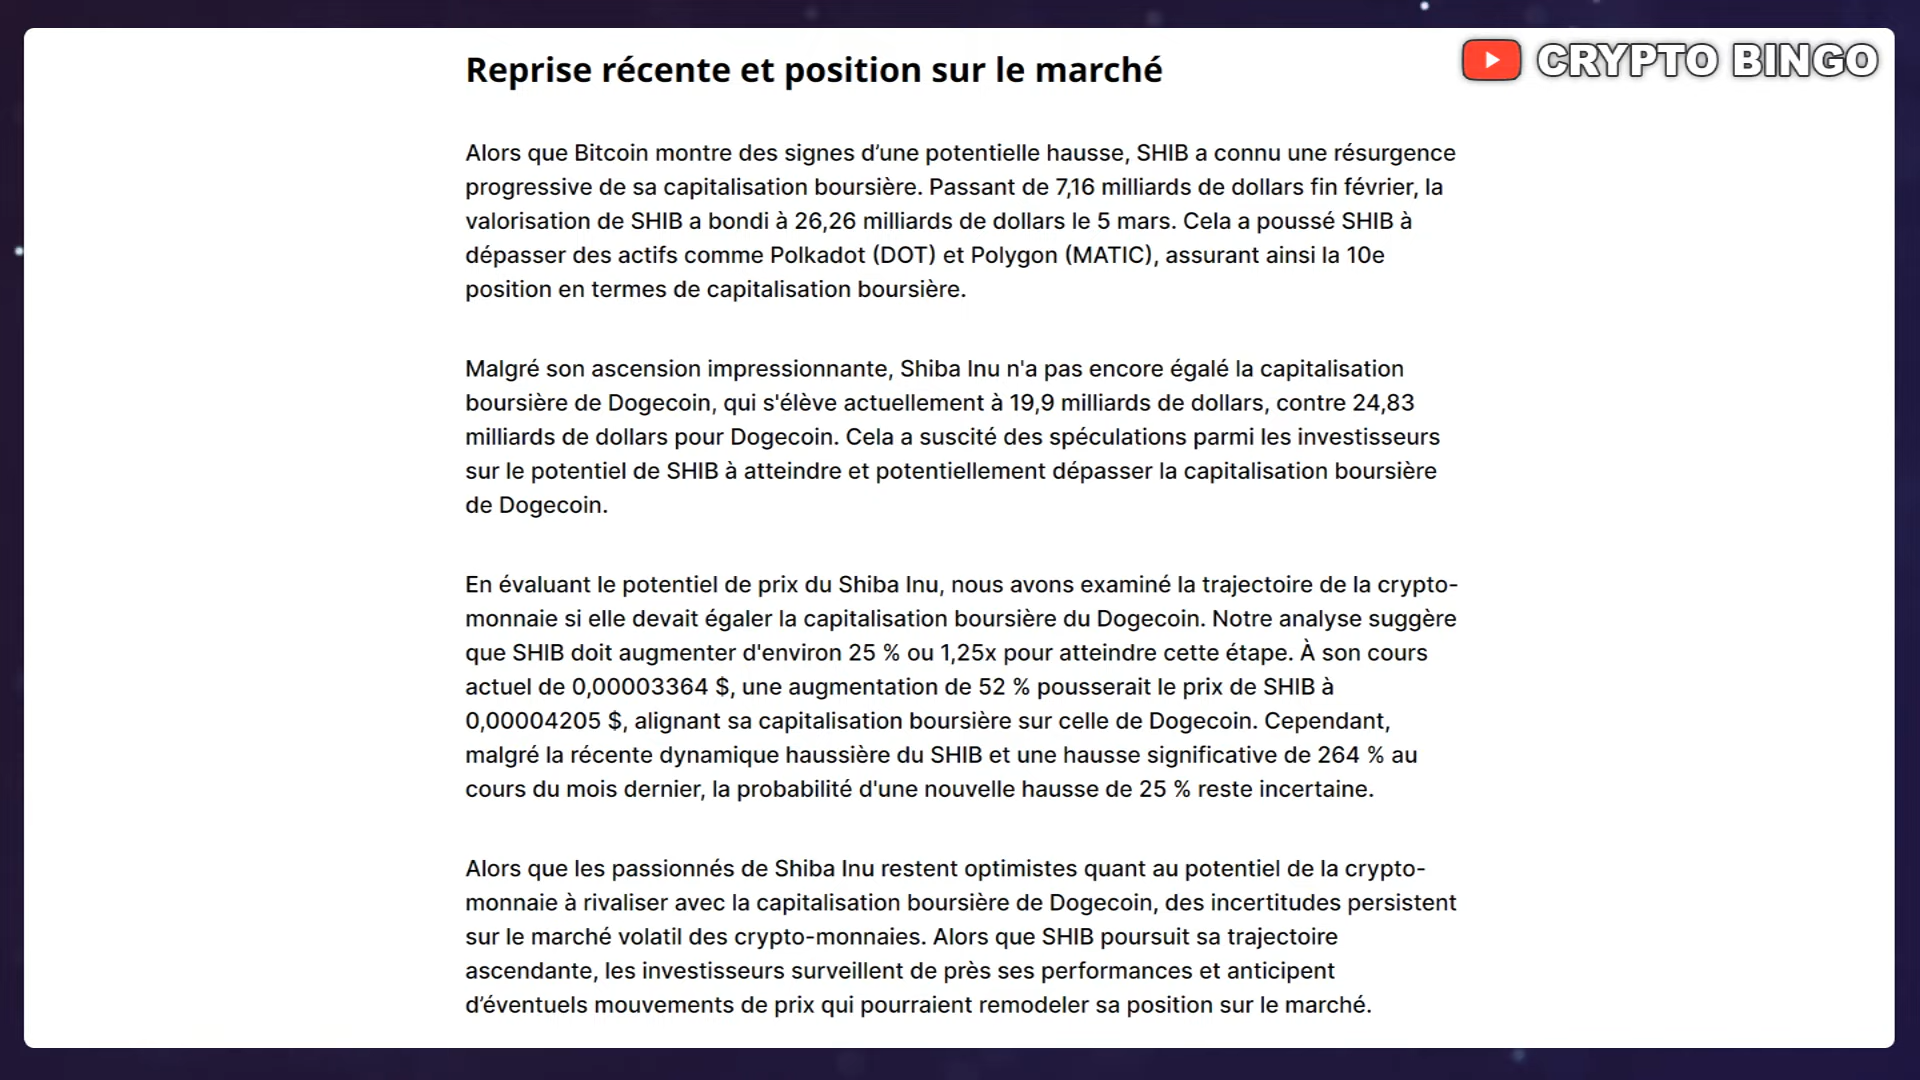 Reprise récente et position sur le marché
CRYPTO BINGO
Alors que Bitcoin montre des signes d’une potentielle hausse, SHIB a connu une résurgence
progressive de sa capitalisation boursière. Passant de 7,16 milliards de dollars fin février, la
valorisation de SHIB a bondi à 26,26 milliards de dollars le 5 mars. Cela a poussé SHIB à
dépasser des actifs comme Polkadot (DOT) et Polygon (MATIC), assurant ainsi la 10e
position en termes de capitalisation boursière.
Malgré son ascension impressionnante, Shiba Inu n'a pas encore égalé la capitalisation
boursière de Dogecoin, qui s'élève actuellement à 19,9 milliards de dollars, contre 24,83
milliards de dollars pour Dogecoin. Cela a suscité des spéculations parmi les investisseurs
sur le potentiel de SHIB à atteindre et potentiellement dépasser la capitalisation boursière
de Dogecoin.
En évaluant le potentiel de prix du Shiba Inu, nous avons examiné la trajectoire de la crypto-
monnaie si elle devait égaler la capitalisation boursière du Dogecoin. Notre analyse suggère
que SHIB doit augmenter d'environ 25 % ou 1,25x pour atteindre cette étape. À son cours
actuel de 0,00003364 $, une augmentation de 52 % pousserait le prix de SHIB à
0,00004205 $, alignant sa capitalisation boursière sur celle de Dogecoin. Cependant,
malgré la récente dynamique haussière du SHIB et une hausse significative de 264 % au
cours du mois dernier, la probabilité d'une nouvelle hausse de 25 % reste incertaine.
Alors que les passionnés de Shiba Inu restent optimistes quant au potentiel de la crypto-
monnaie à rivaliser avec la capitalisation boursière de Dogecoin, des incertitudes persistent
sur le marché volatil des crypto-monnaies. Alors que SHIB poursuit sa trajectoire
ascendante, les investisseurs surveillent de près ses performances et anticipent
d’éventuels mouvements de prix qui pourraient remodeler sa position sur le marché.